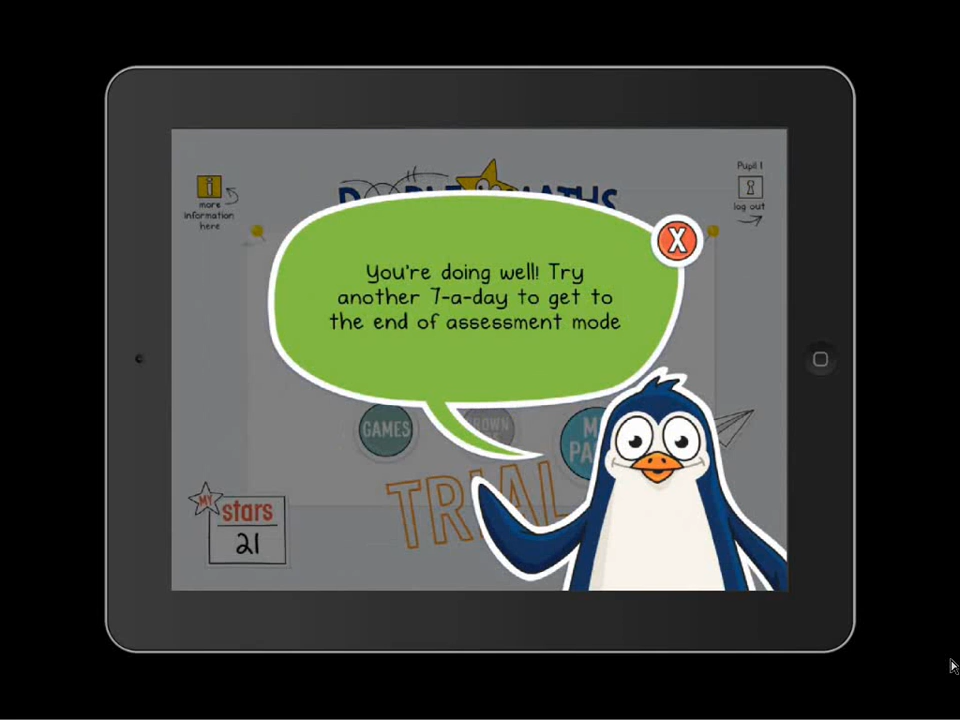 You're doing well! Try
another 7-a-day to get to
the end of assessment mode
X
i
more
information
here
Pupil 1
log out
GAMES
TRIAL
MY
stars
21